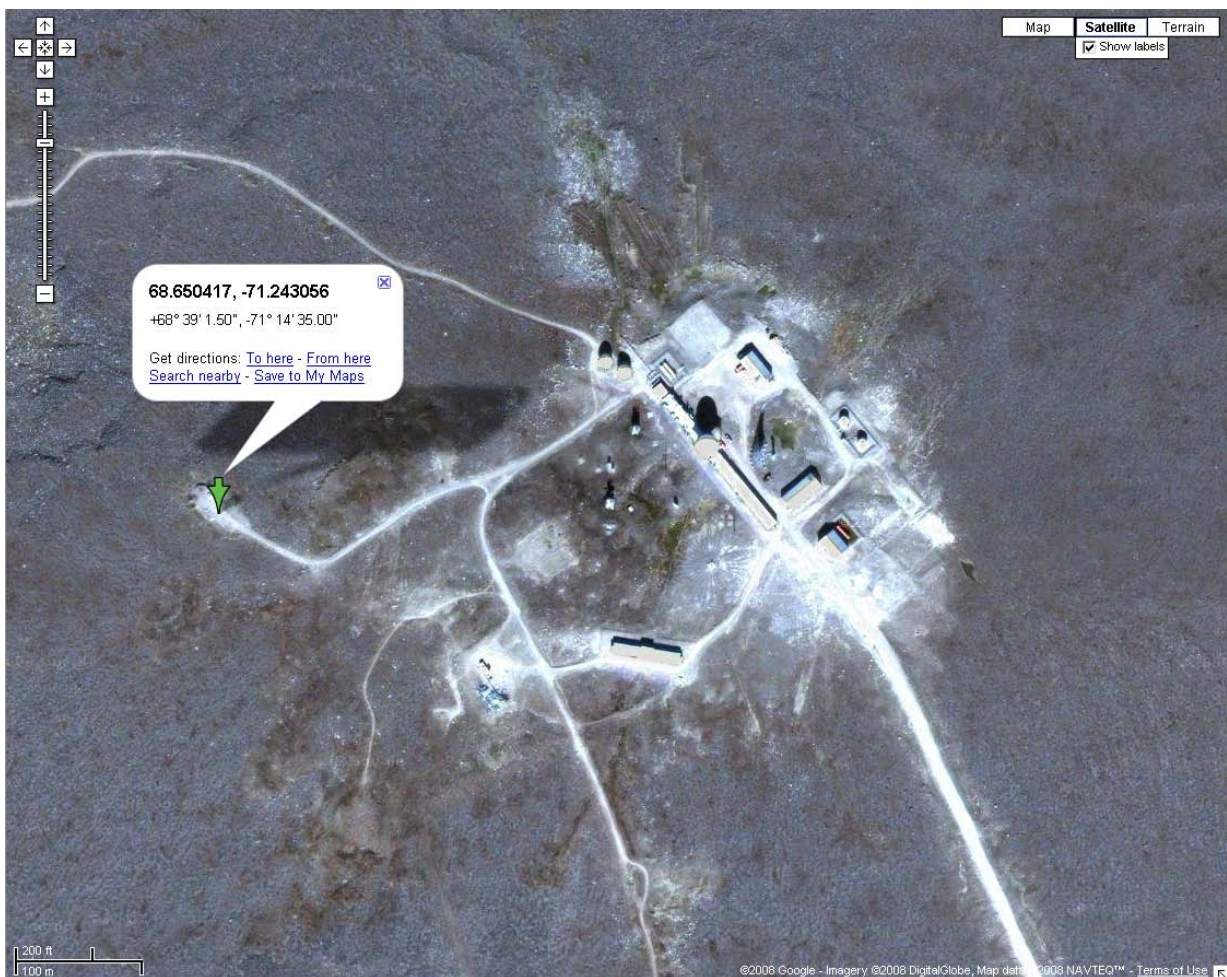 Map Satellite Terrain
Show labels
68.650417, -71.243056
+68° 39' 1.50", -71° 14' 35.00"
Get directions: To here - From here
Search nearby - Save to My Maps
200 ft
100 m
©2008 Google - Imagery ©2008 DigitalGlobe, Map data ©2008 NAVTEQ™ - Terms of Use